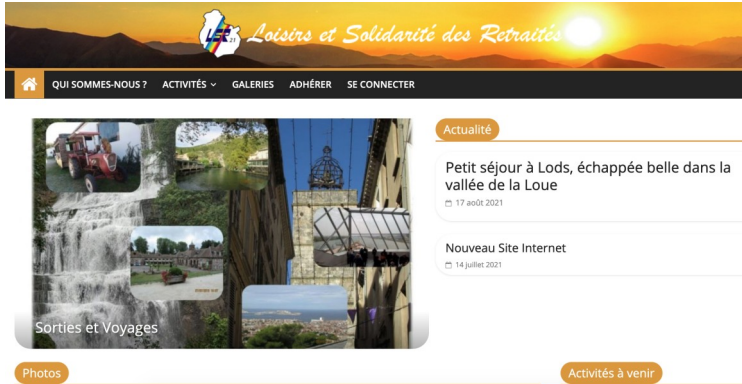 LSR 21
Loisirs et Solidarité des Retraités
QUI SOMMES-NOUS ? ACTIVITÉS GALERIES ADHÉRER SE CONNECTER
Actualité
Petit séjour à Lods, échappée belle dans la
vallée de la Loue
17 août 2021
Nouveau Site Internet
14 juillet 2021
Sorties et Voyages
Photos
Activités à venir